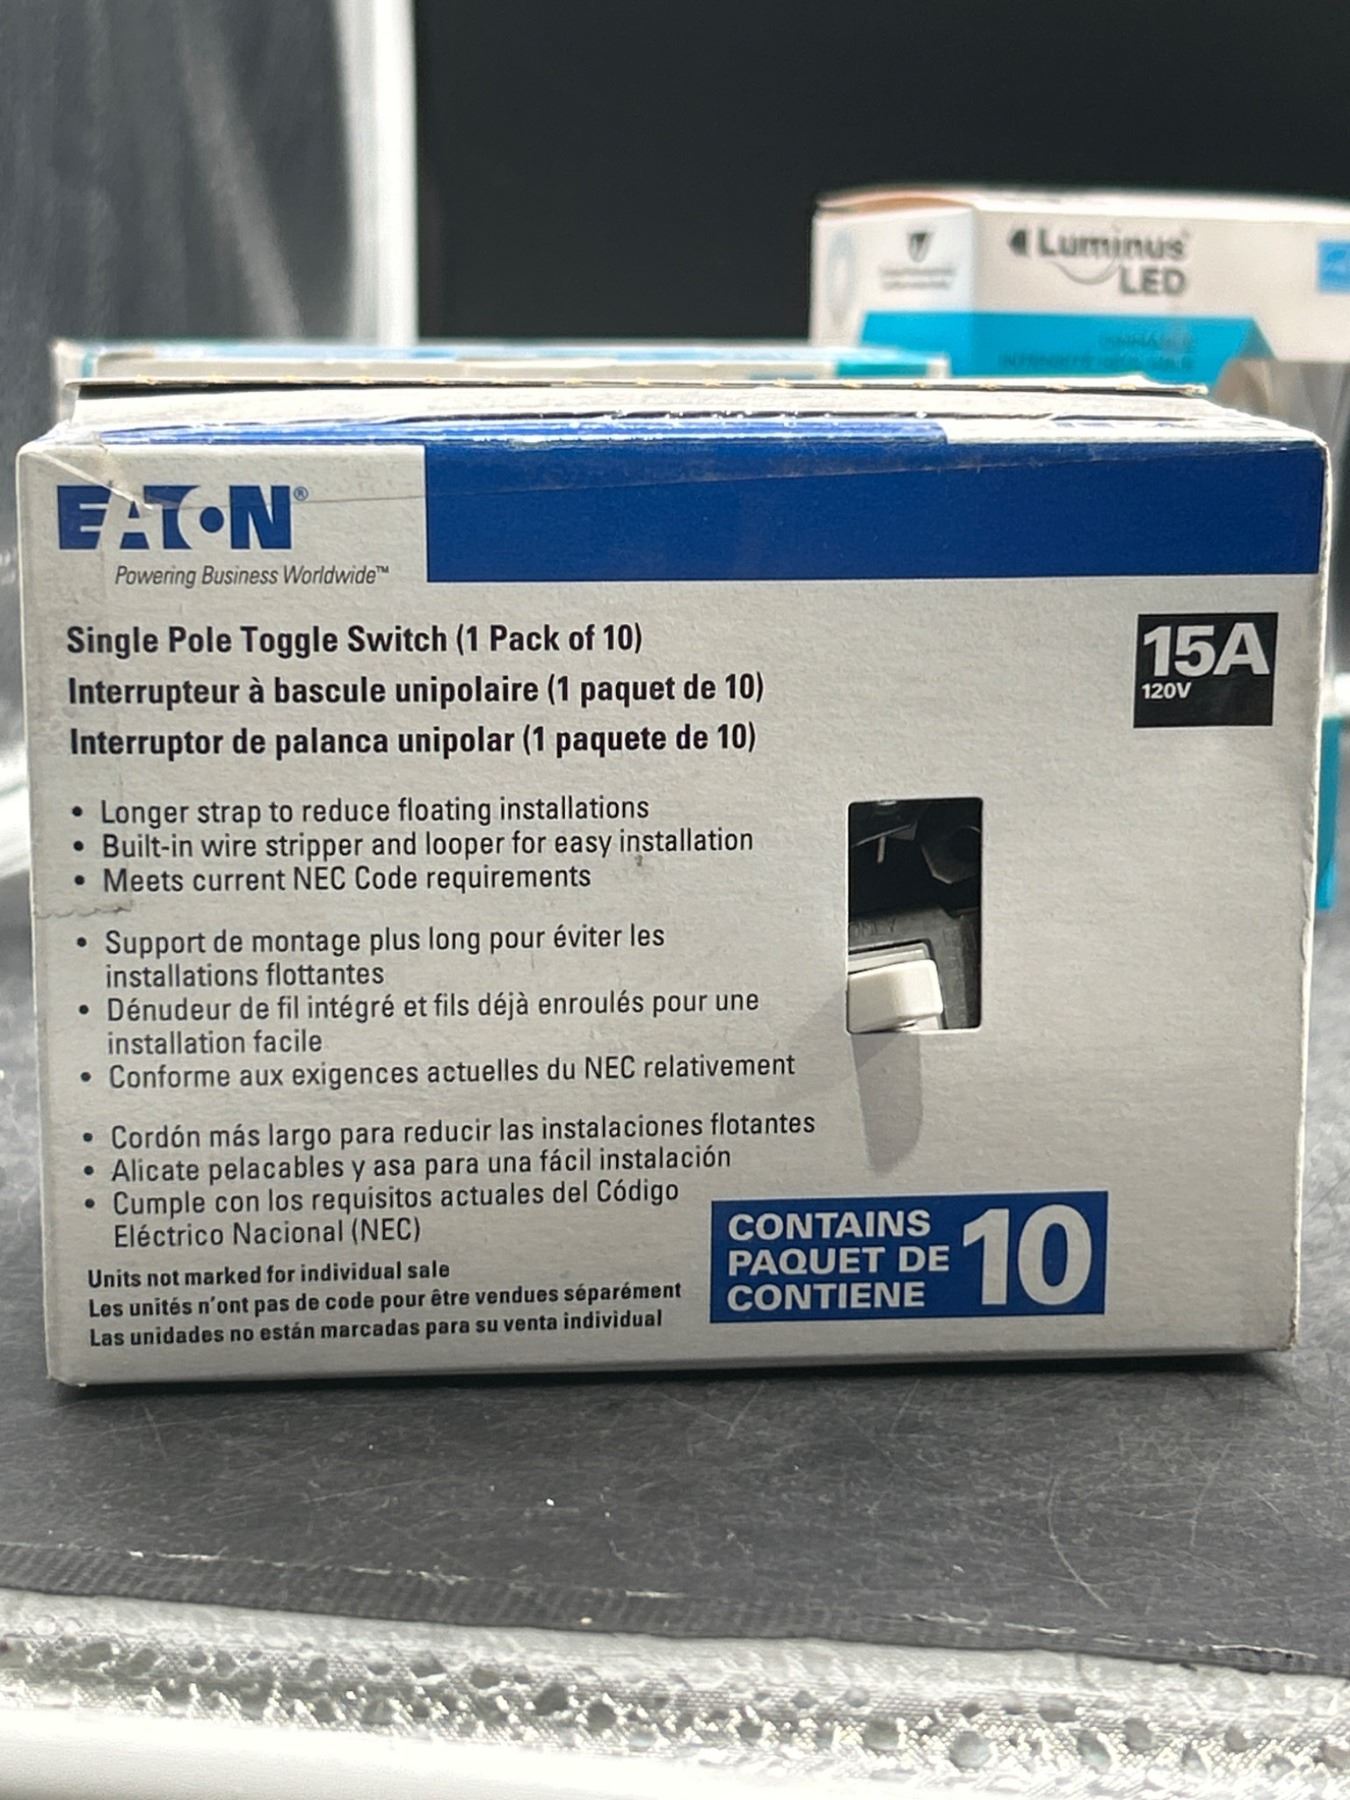 Luminus
LED
EATON®
Powering Business Worldwide™
Single Pole Toggle Switch (1 Pack of 10)
Interrupteur à bascule unipolaire (1 paquet de 10)
Interruptor de palanca unipolar (1 paquete de 10)
15A
120V
• Longer strap to reduce floating installations
• Built-in wire stripper and looper for easy installation
• Meets current NEC Code requirements
• Support de montage plus long pour éviter les
installations flottantes
• Dénudeur de fil intégré et fils déjà enroulés pour une
installation facile
• Conforme aux exigences actuelles du NEC relativement
• Cordón más largo para reducir las instalaciones flotantes
• Alicate pelacables y asa para una fácil instalación
• Cumple con los requisitos actuales del Código
Eléctrico Nacional (NEC)
Units not marked for individual sale
Les unités n'ont pas de code pour être vendues séparément
Las unidades no están marcadas para su venta individual
CONTAINS
PAQUET DE
CONTIENE
10